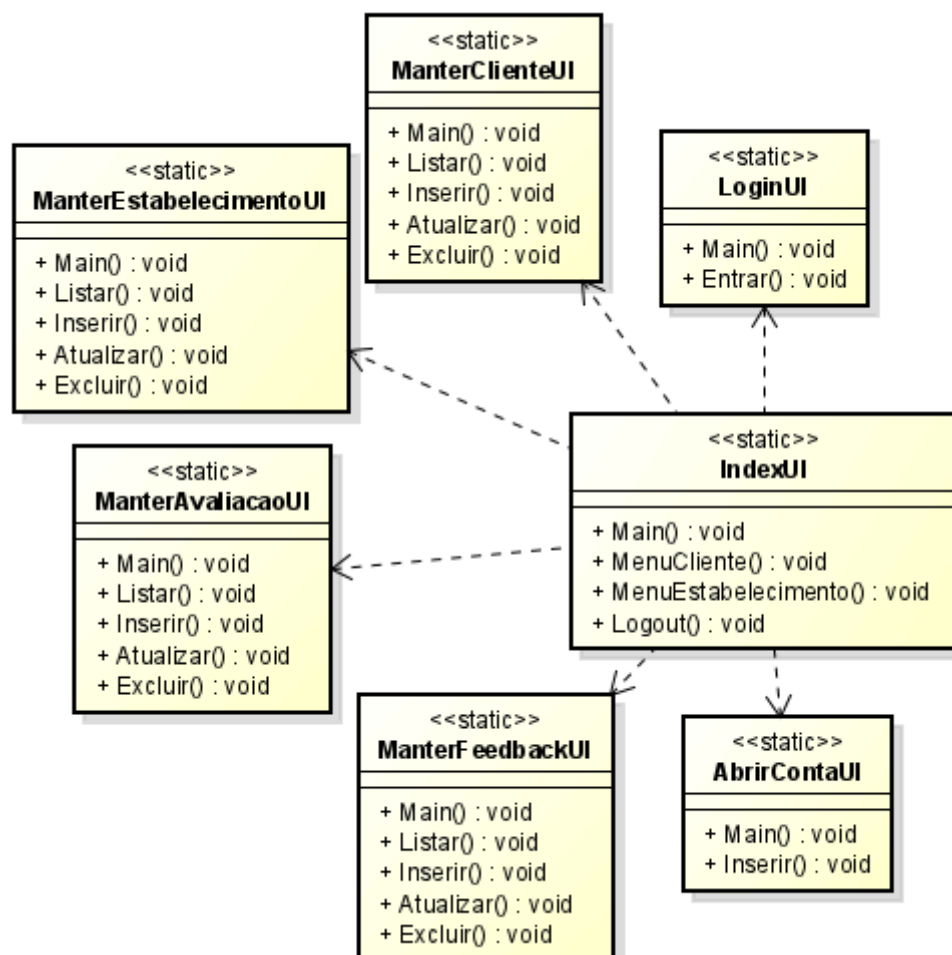 <<static>>
ManterClienteUI
+ Main() : void
+ Listar() : void
+ Inserir() : void
+ Atualizar() : void
+ Excluir() : void
<<static>>
LoginUI
+ Main() : void
+ Entrar() : void
<<static>>
ManterEstabelecimentoUI
+ Main() : void
+ Listar() : void
+ Inserir() : void
+ Atualizar() : void
+ Excluir() : void
<<static>>
IndexUI
+ Main() : void
+ MenuCliente() : void
+ MenuEstabelecimento() : void
+ Logout() : void
<<static>>
ManterAvaliacaoUI
+ Main() : void
+ Listar() : void
+ Inserir() : void
+ Atualizar() : void
+ Excluir() : void
<<static>>
ManterFeedbackUI
+ Main() : void
+ Listar() : void
+ Inserir() : void
+ Atualizar() : void
+ Excluir() : void
<<static>>
AbrirContaUI
+ Main() : void
+ Inserir() : void